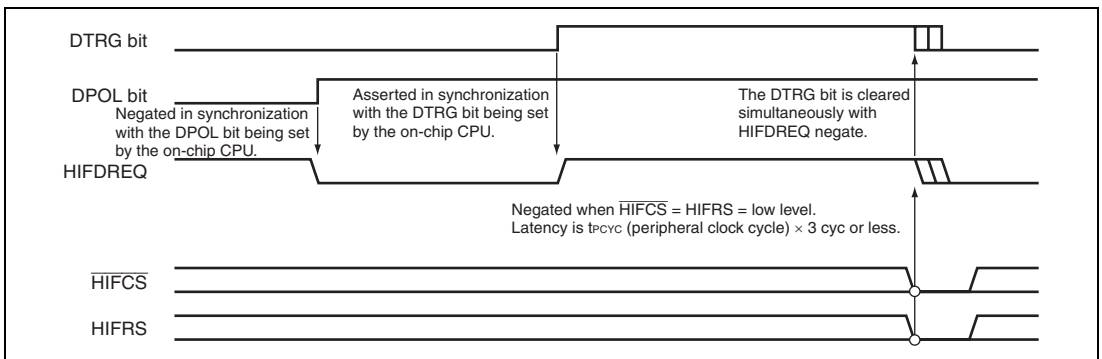 DTRG bit
DPOL bit
Negated in synchronization
with the DPOL bit being set
by the on-chip CPU.
Asserted in synchronization
with the DTRG bit being set
by the on-chip CPU.
The DTRG bit is cleared
simultaneously with
HIFDREQ negate.
HIFDREQ
Negated when HIFCS = HIFRS = low level.
Latency is tPCYC (peripheral clock cycle) × 3 cyc or less.
HIFCS
HIFRS